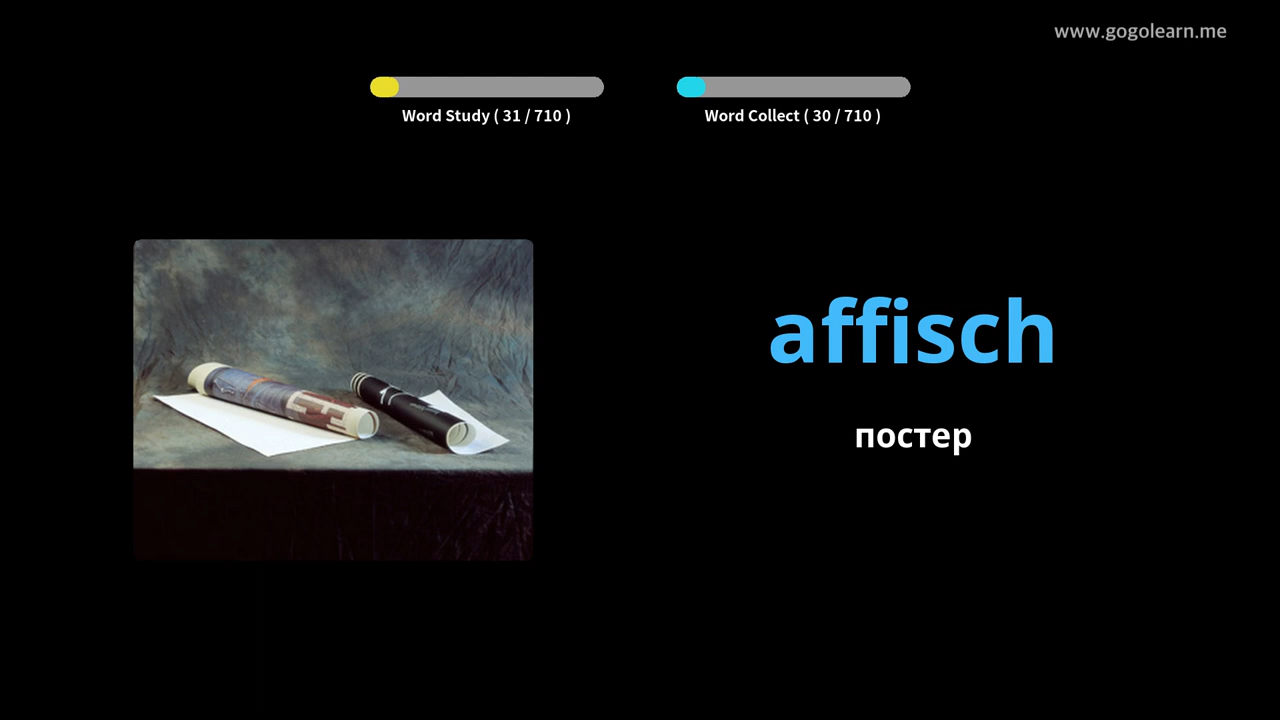 www.gogolearn.me
Word Study ( 31 / 710 )
Word Collect ( 30 / 710 )
affisch
постер